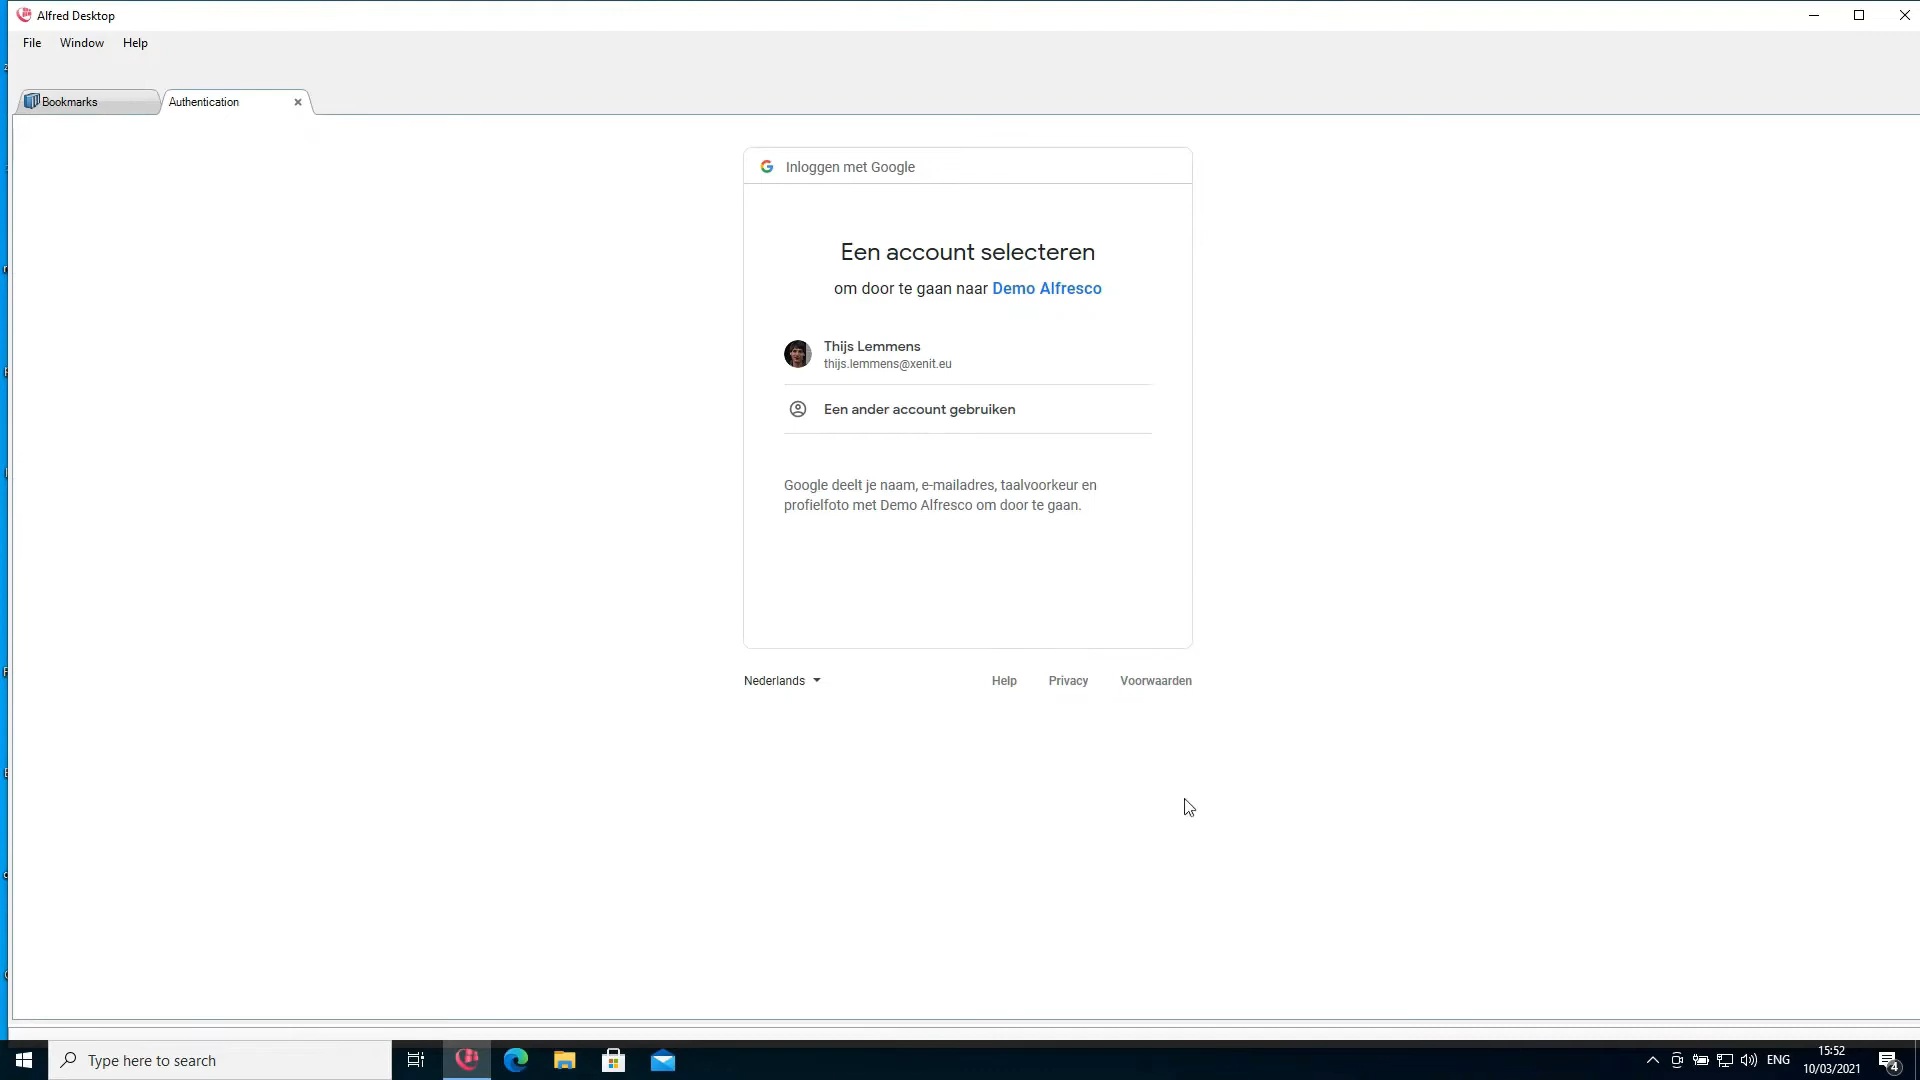 Alfred Desktop
File Window Help
Bookmarks Authentication
Inloggen met Google
Een account selecteren
om door te gaan naar Demo Alfresco
Thijs Lemmens
thijs.lemmens@xenit.eu
Een ander account gebruiken
Google deelt je naam, e-mailadres, taalvoorkeur en
profielfoto met Demo Alfresco om door te gaan.
Nederlands Help Privacy Voorwaarden
Type here to search
ENG
15:52
10/03/2021
4